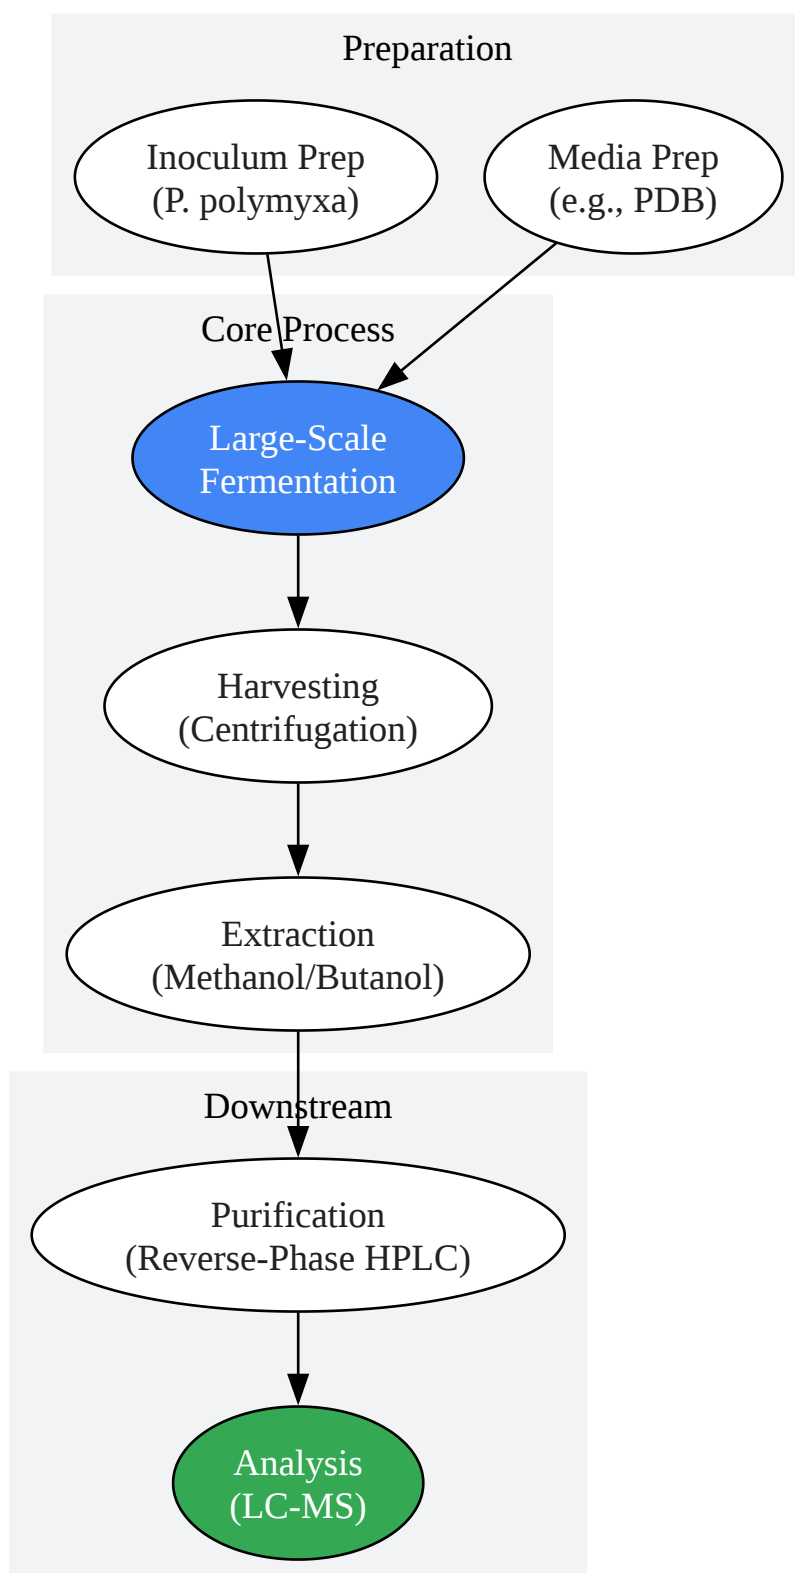 Preparation
Inoculum Prep
(P. polymyxa)
Media Prep
(e.g., PDB)
Core Process
Large-Scale
Fermentation
Harvesting
(Centrifugation)
Extraction
(Methanol/Butanol)
Downstream
Purification
(Reverse-Phase HPLC)
Analysis
(LC-MS)